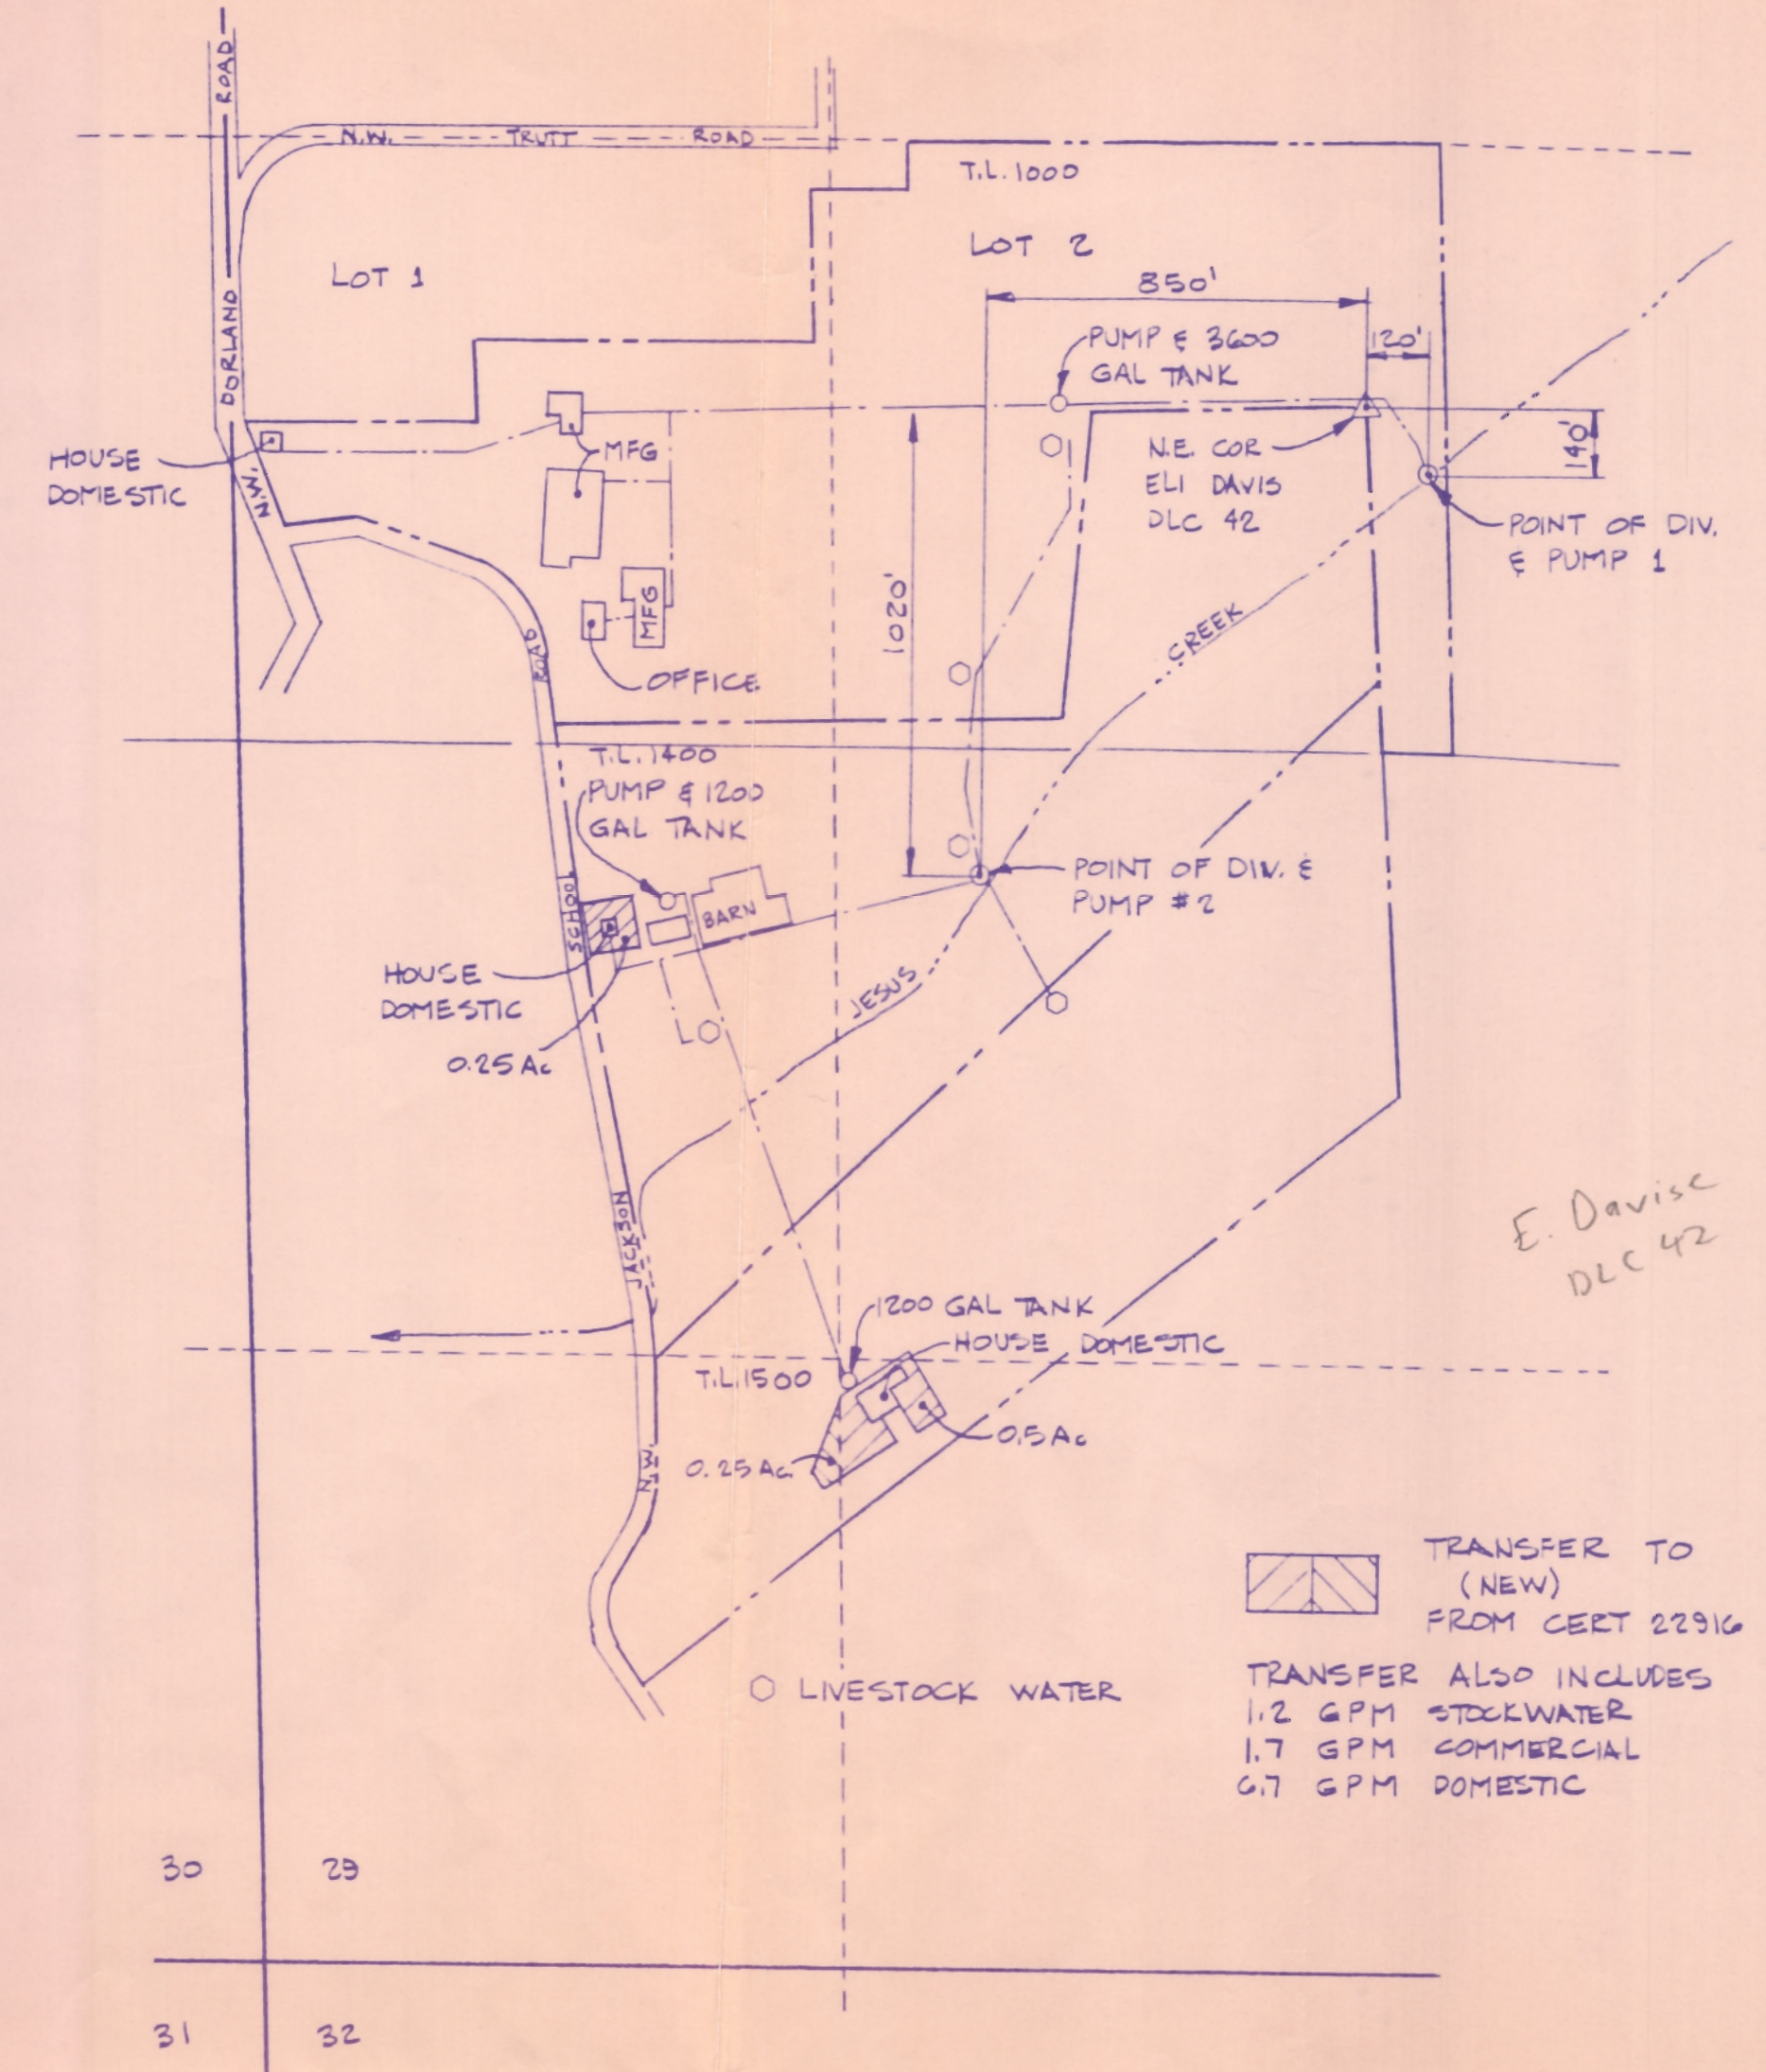 ROAD
N.W. TRUTT ROAD
T.L. 1000
LOT 2
LOT 1
DORLAND
850'
120'
PUMP & 3600
GAL TANK
140'
HOUSE
DOMESTIC
N.W.
MFG
N.E. COR
ELI DAVIS
DLC 42
POINT OF DIV.
& PUMP 1
MFG
1020'
CREEK
ROAD
OFFICE
T.L. 1400
PUMP & 1200
GAL TANK
POINT OF DIV. &
PUMP #2
SCHOOL
BARN
HOUSE
DOMESTIC
JESUS
0.25 Ac
JACKSON
E. Davise
DLC 42
1200 GAL TANK
HOUSE DOMESTIC
T.L. 1500
0.5 Ac
0.25 Ac
N.W.
TRANSFER TO
(NEW)
FROM CERT 22916
LIVESTOCK WATER
TRANSFER ALSO INCLUDES
1.2 GPM STOCKWATER
1.7 GPM COMMERCIAL
6.7 GPM DOMESTIC
30 29
31 32